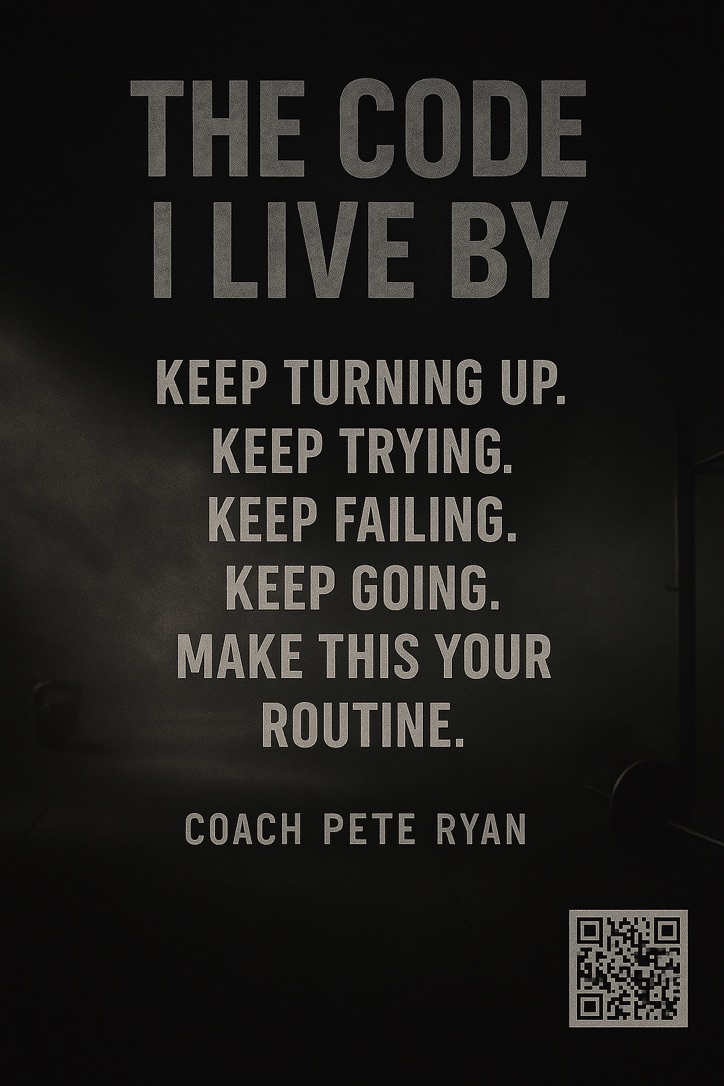 THE CODE
I LIVE BY
KEEP TURNING UP.
KEEP TRYING.
KEEP FAILING.
KEEP GOING.
MAKE THIS YOUR
ROUTINE.
COACH PETE RYAN